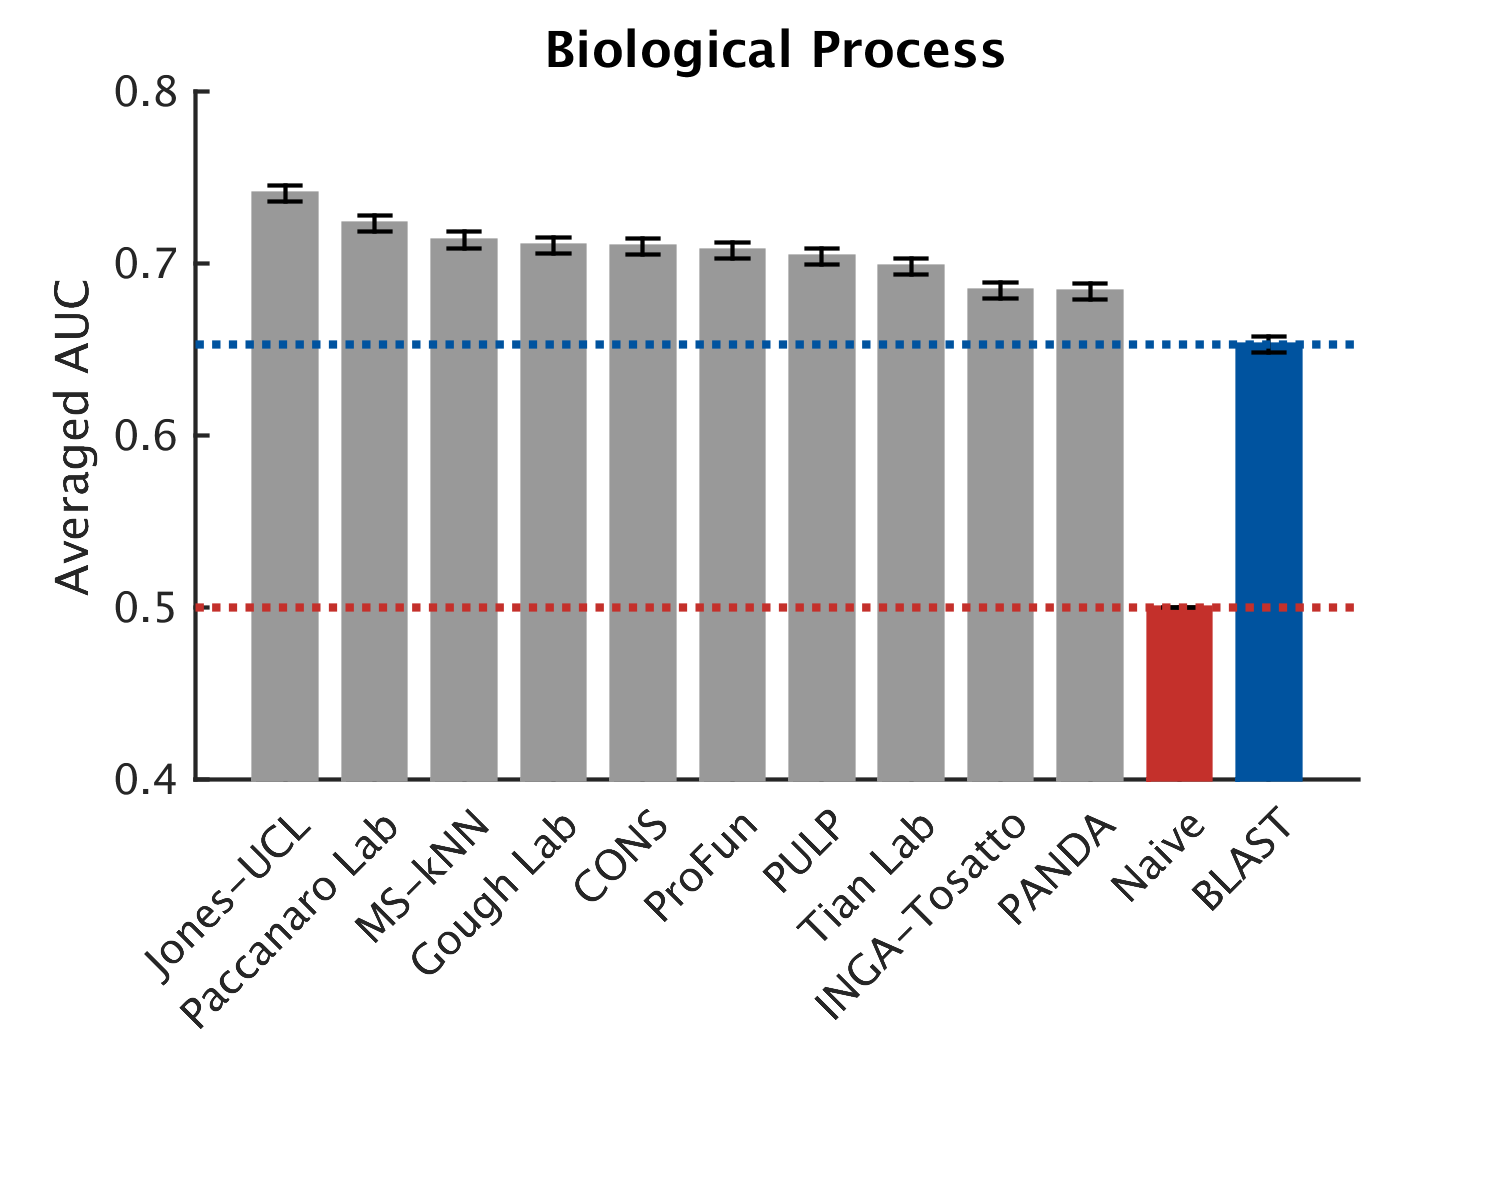 Biological Process
0.8
0.7
0.6
0.5
0.4
Averaged AUC
Jones-UCL
Paccanaro Lab
MS-kNN
Gough Lab
CONS
ProFun
PULP
Tian Lab
INGA-Tosatto
PANDA
Naive
BLAST